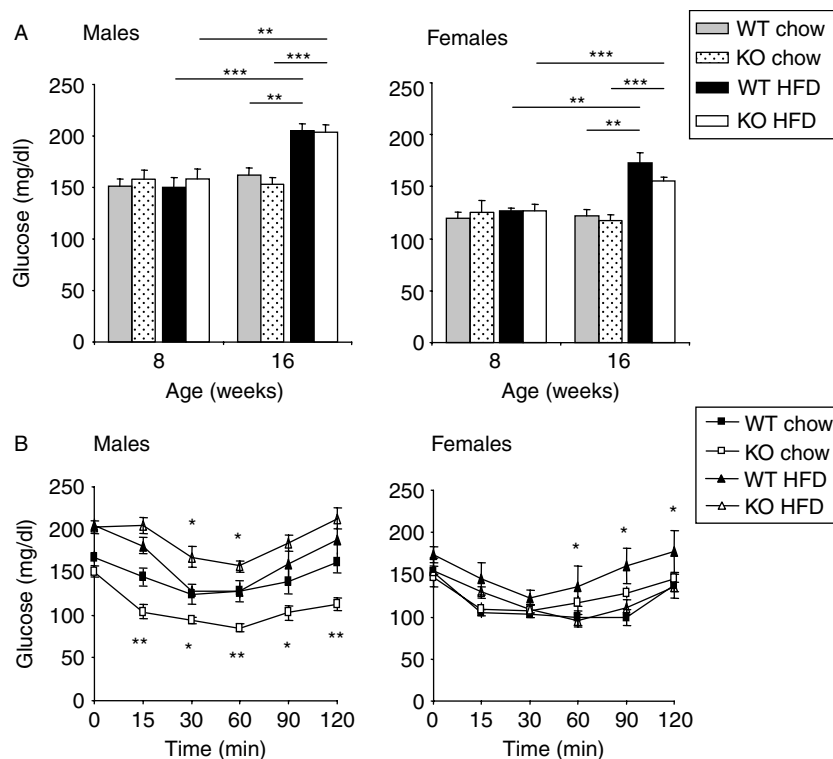 A
Males
Females
WT chow
KO chow
WT HFD
KO HFD
**
***
***
**
***
***
**
**
250
200
150
100
50
0
Glucose (mg/dl)
8
16
Age (weeks)
250
200
150
100
50
0
8
16
Age (weeks)
B
Males
Females
WT chow
KO chow
WT HFD
KO HFD
250
200
150
100
50
0
Glucose (mg/dl)
*
*
**
*
**
*
**
0 15 30 60 90 120
Time (min)
250
200
150
100
50
0
*
*
*
0 15 30 60 90 120
Time (min)